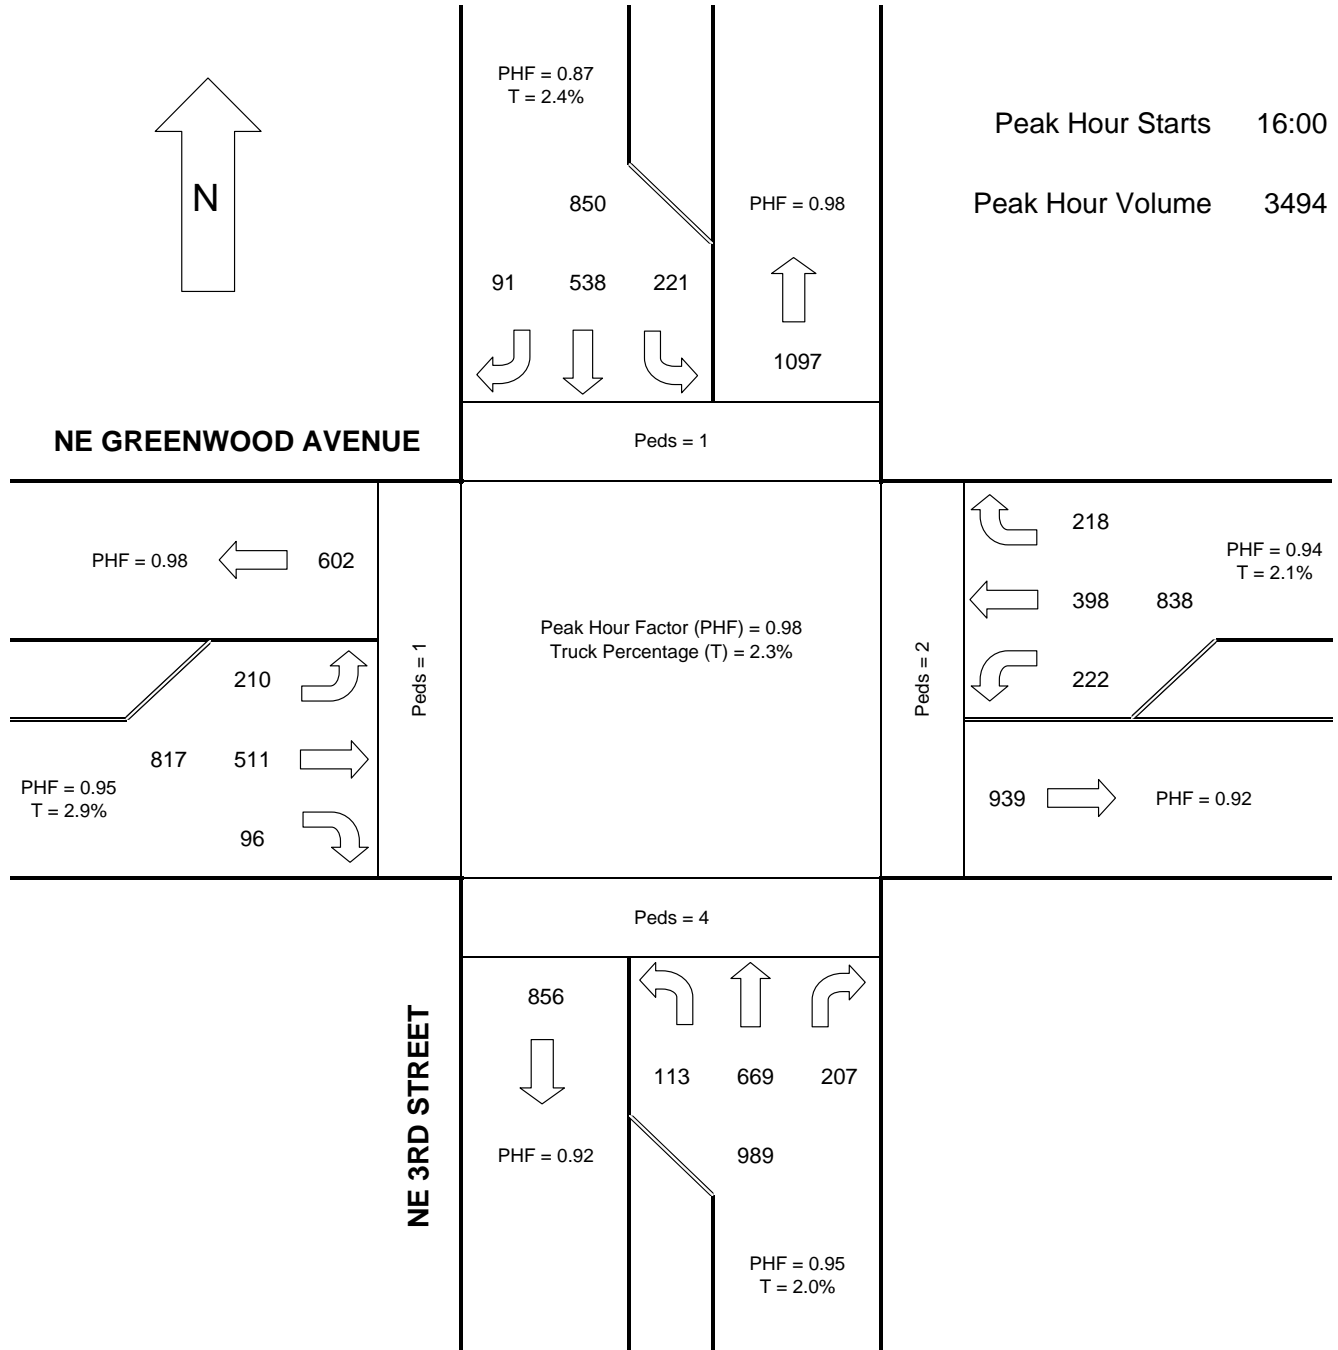 PHF = 0.87
T = 2.4%
Peak Hour Starts 16:00
N
850
PHF = 0.98
Peak Hour Volume 3494
91 538 221
1097
NE GREENWOOD AVENUE
Peds = 1
218
PHF = 0.98 602
PHF = 0.94
T = 2.1%
398 838
Peak Hour Factor (PHF) = 0.98
Truck Percentage (T) = 2.3%
Peds = 1
Peds = 2
210
222
817 511
PHF = 0.95
T = 2.9%
939 PHF = 0.92
96
Peds = 4
856
NE 3RD STREET
113 669 207
PHF = 0.92
989
PHF = 0.95
T = 2.0%